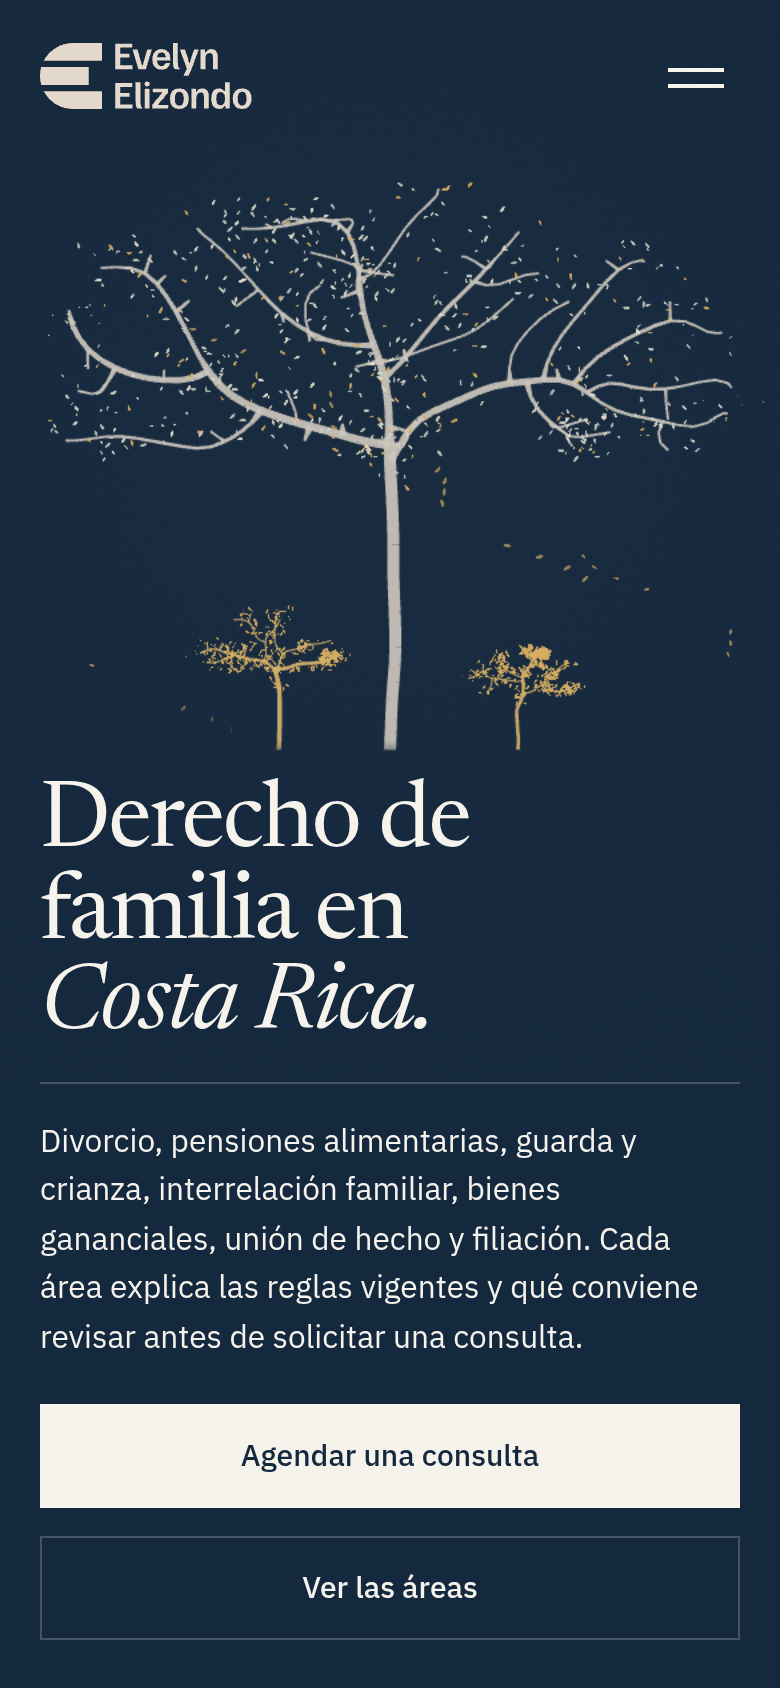 Evelyn
Elizondo
Derecho de
familia en
Costa Rica.
Divorcio, pensiones alimentarias, guarda y
crianza, interrelación familiar, bienes
gananciales, unión de hecho y filiación. Cada
área explica las reglas vigentes y qué conviene
revisar antes de solicitar una consulta.
Agendar una consulta
Ver las áreas